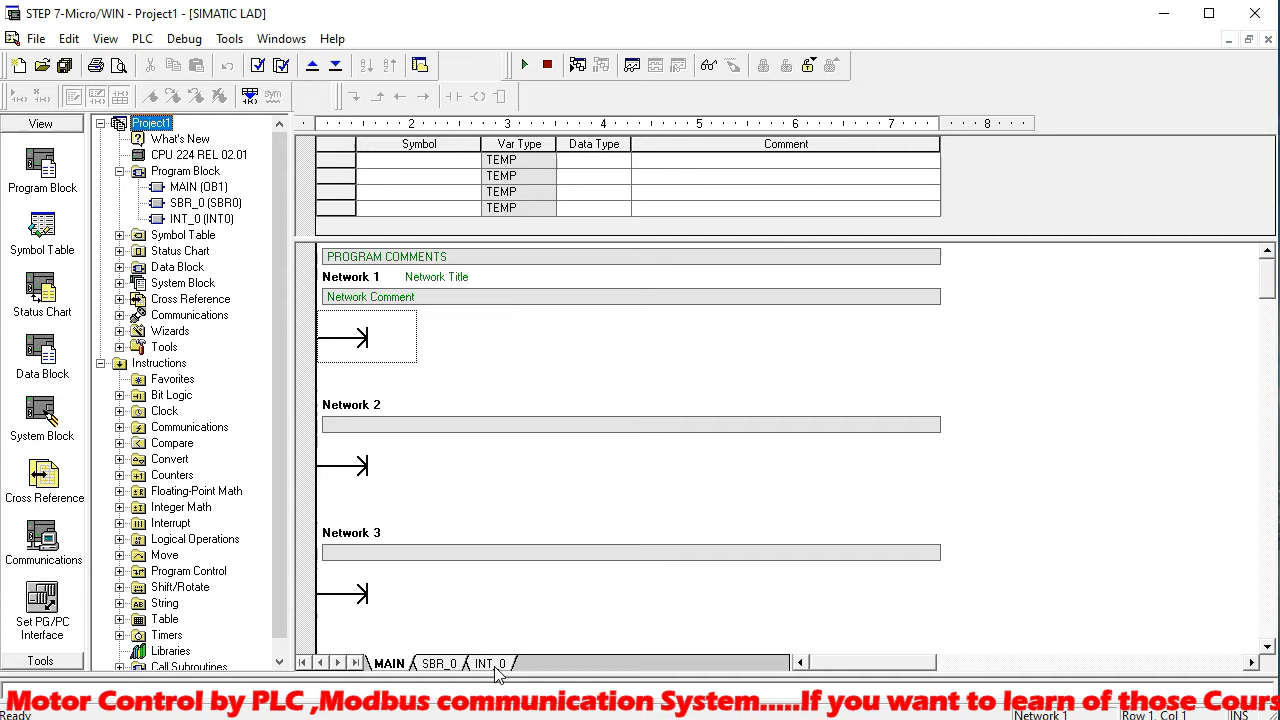 STEP 7-Micro/WIN - Project1 - [SIMATIC LAD]
File Edit View PLC Debug Tools Windows Help
View
Program Block
Symbol Table
Status Chart
Data Block
System Block
Cross Reference
Communications
Set PG/PC
Interface
Tools
Project1
What's New
CPU 224 REL 02.01
Program Block
MAIN (OB1)
SBR_0 (SBR0)
INT_0 (INT0)
Symbol Table
Status Chart
Data Block
System Block
Cross Reference
Communications
Wizards
Tools
Instructions
Favorites
Bit Logic
Clock
Communications
Compare
Convert
Counters
Floating-Point Math
Integer Math
Interrupt
Logical Operations
Move
Program Control
Shift/Rotate
String
Table
Timers
Libraries
Call Subroutines
2 3 4 5 6 7 8
Symbol Var Type Data Type Comment
TEMP
TEMP
TEMP
TEMP
PROGRAM COMMENTS
Network 1 Network Title
Network Comment
Network 2
Network 3
MAIN SBR_0 INT_0
Motor Control by PLC ,Modbus communication System.....If you want to learn of those Cours
Ready Network 1 Row 1, Col 1 INS